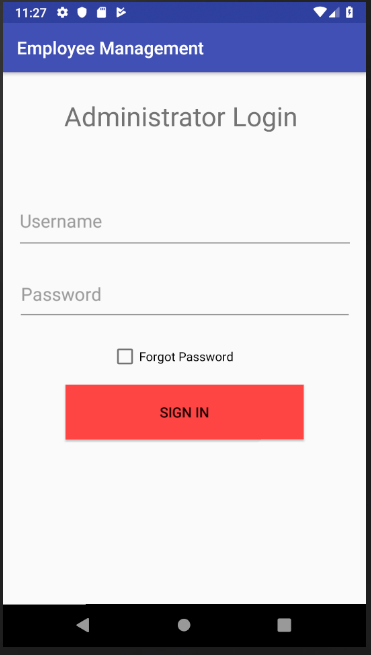 11:27
Employee Management
Administrator Login
Username
Password
Forgot Password
SIGN IN